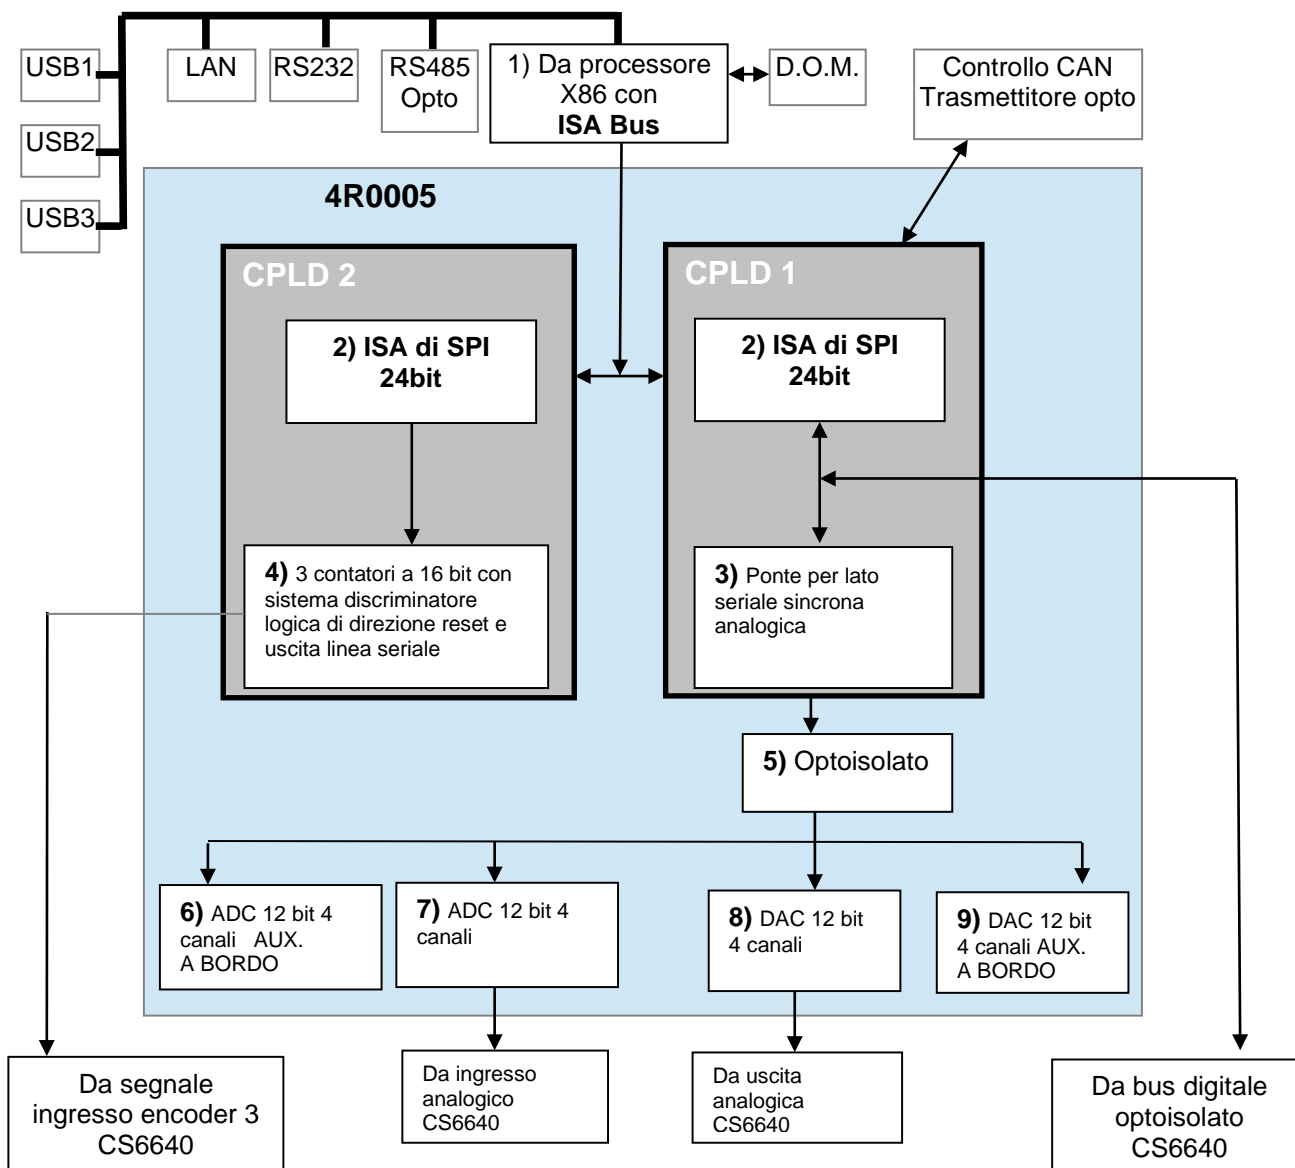 USB1
LAN
RS232
RS485
Opto
1) Da processore
X86 con
ISA Bus
D.O.M.
Controllo CAN
Trasmettitore opto
USB2
USB3
4R0005
CPLD 2
2) ISA di SPI
24bit
4) 3 contatori a 16 bit con
sistema discriminatore
logica di direzione reset e
uscita linea seriale
CPLD 1
2) ISA di SPI
24bit
3) Ponte per lato
seriale sincrona
analogica
5) Optoisolato
6) ADC 12 bit 4
canali AUX.
A BORDO
7) ADC 12 bit 4
canali
8) DAC 12 bit
4 canali
9) DAC 12 bit
4 canali AUX.
A BORDO
Da segnale
ingresso encoder 3
CS6640
Da ingresso
analogico
CS6640
Da uscita
analogica
CS6640
Da bus digitale
optoisolato
CS6640